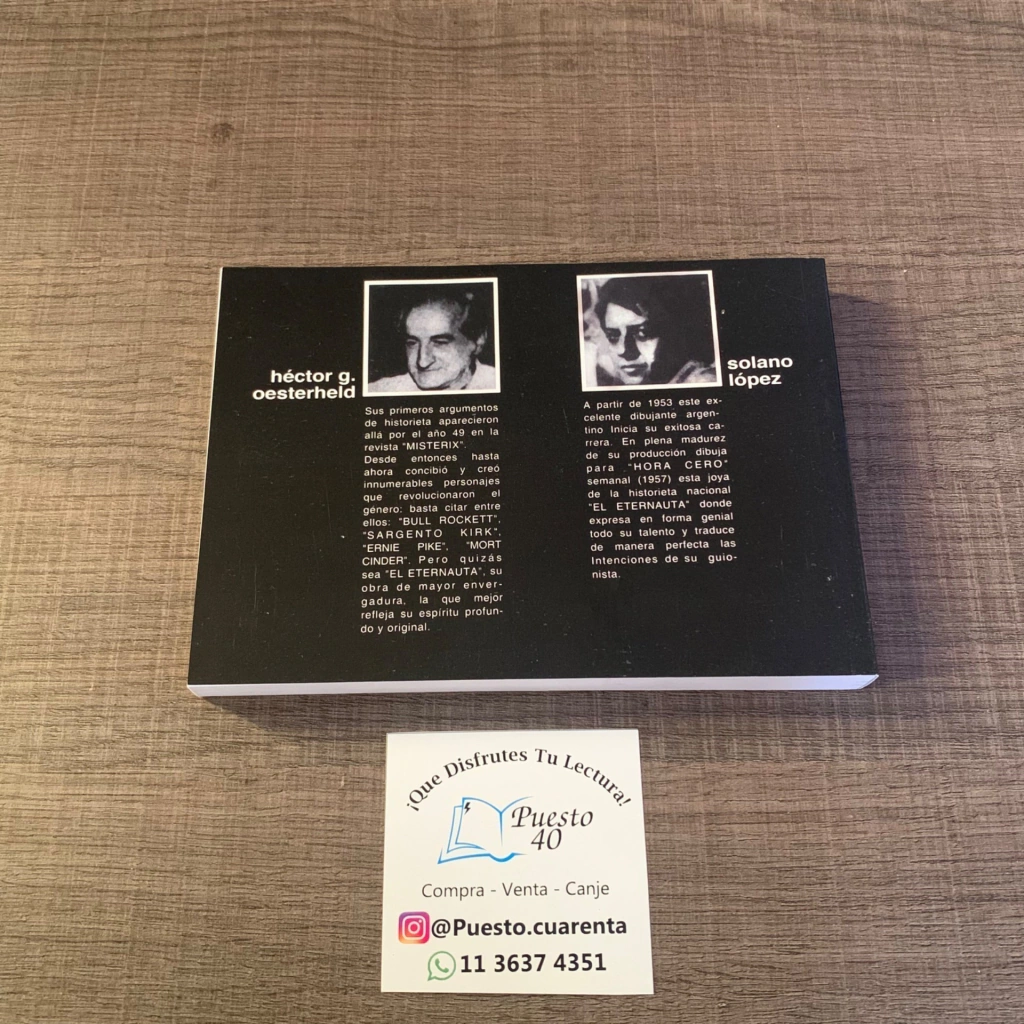 héctor g.
oesterheld
Sus primeros argumentos
de historieta aparecieron
allá por el año 49 en la
revista "MISTERIX".
Desde entonces hasta
ahora concibió y creó
innumerables personajes
que revolucionaron el
género: basta citar entre
ellos: "BULL ROCKETT",
"SARGENTO KIRK",
"ERNIE PIKE", "MORT
CINDER". Pero quizás
sea "EL ETERNAUTA", su
obra de mayor enver-
gadura, la que mejor
refleja su espíritu profun-
do y original.
solano
lópez
A partir de 1953 este ex-
celente dibujante argen-
tino Inicia su exitosa ca-
rrera. En plena madurez
de su producción dibuja
para "HORA CERO"
semanal (1957) esta joya
de la historieta nacional
"EL ETERNAUTA" donde
expresa en forma genial
todo su talento y traduce
de manera perfecta las
Intenciones de su guio-
nista.
¡Que Disfrutes Tu Lectura!
Puesto
40
Compra - Venta - Canje
@Puesto.cuarenta
11 3637 4351